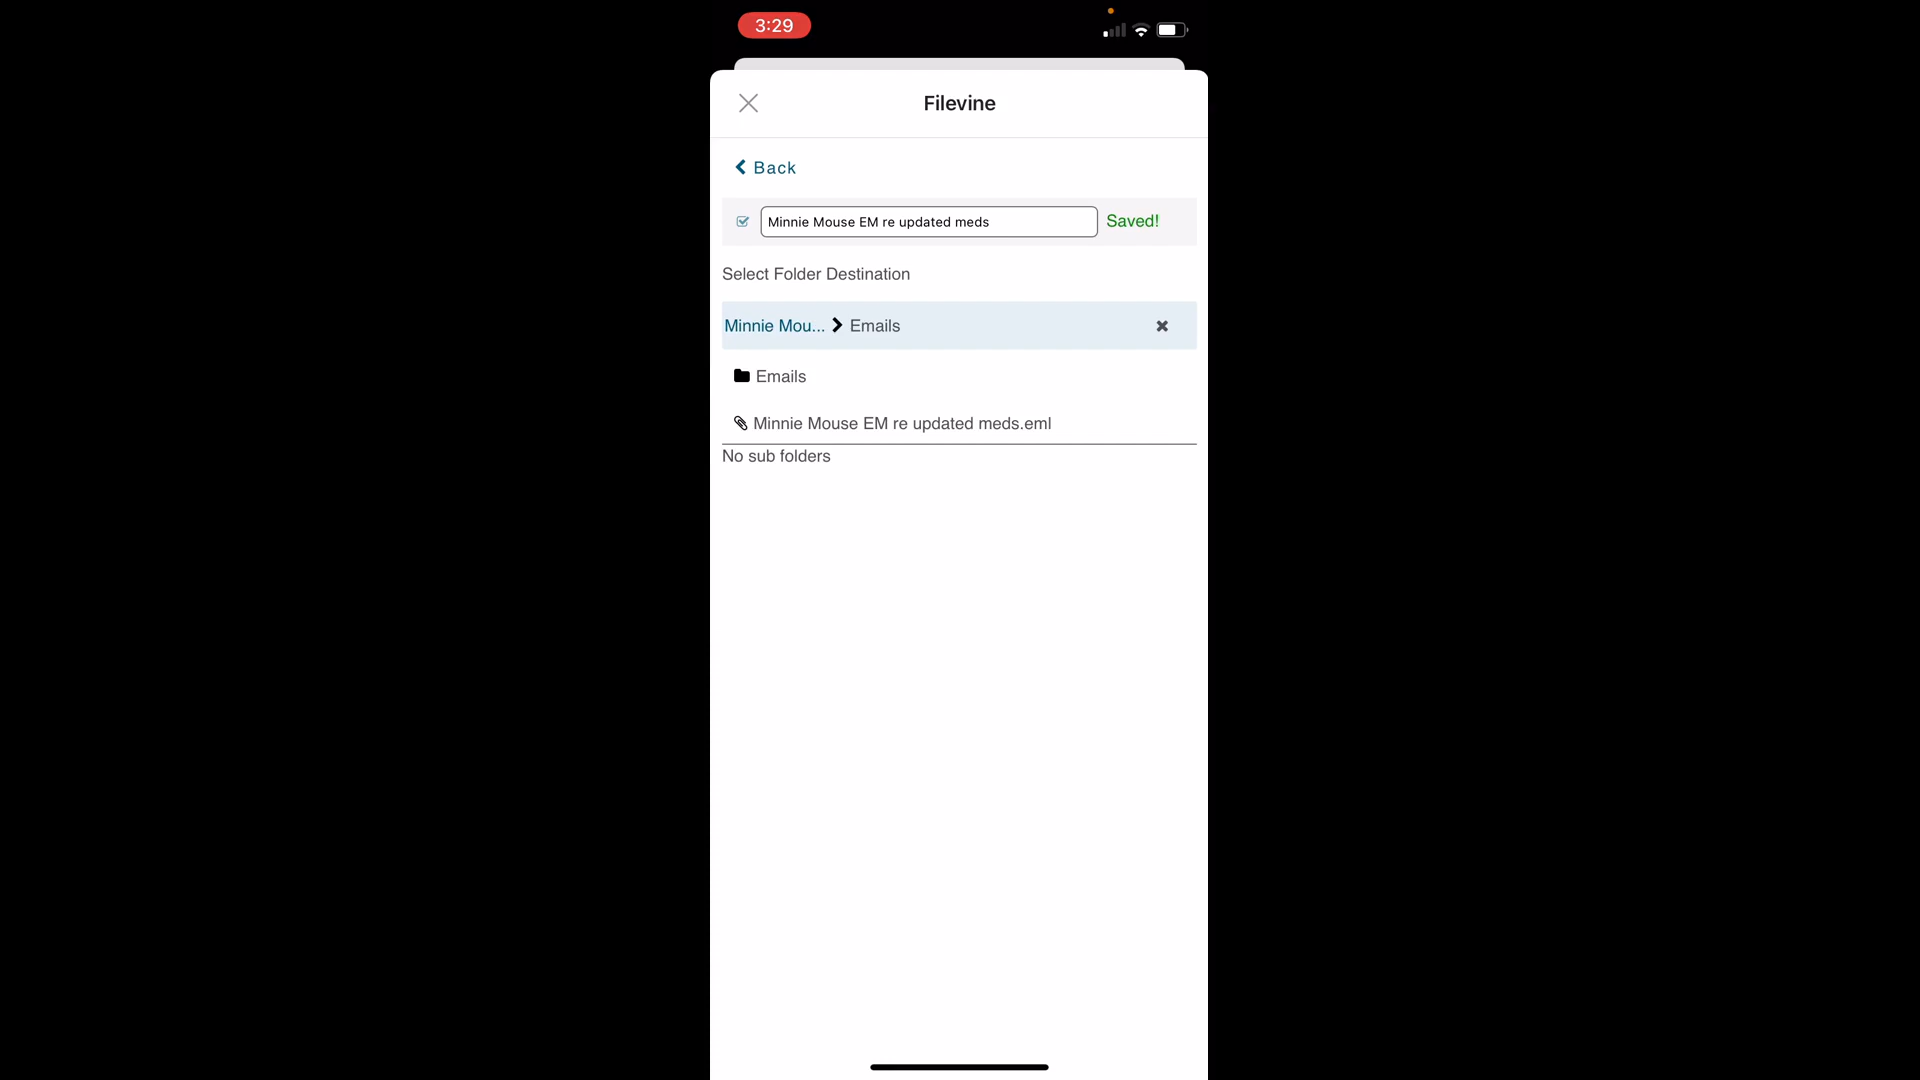 3:29
Filevine
Back
Minnie Mouse EM re updated meds Saved!
Select Folder Destination
Minnie Mou... Emails
Emails
Minnie Mouse EM re updated meds.eml
No sub folders